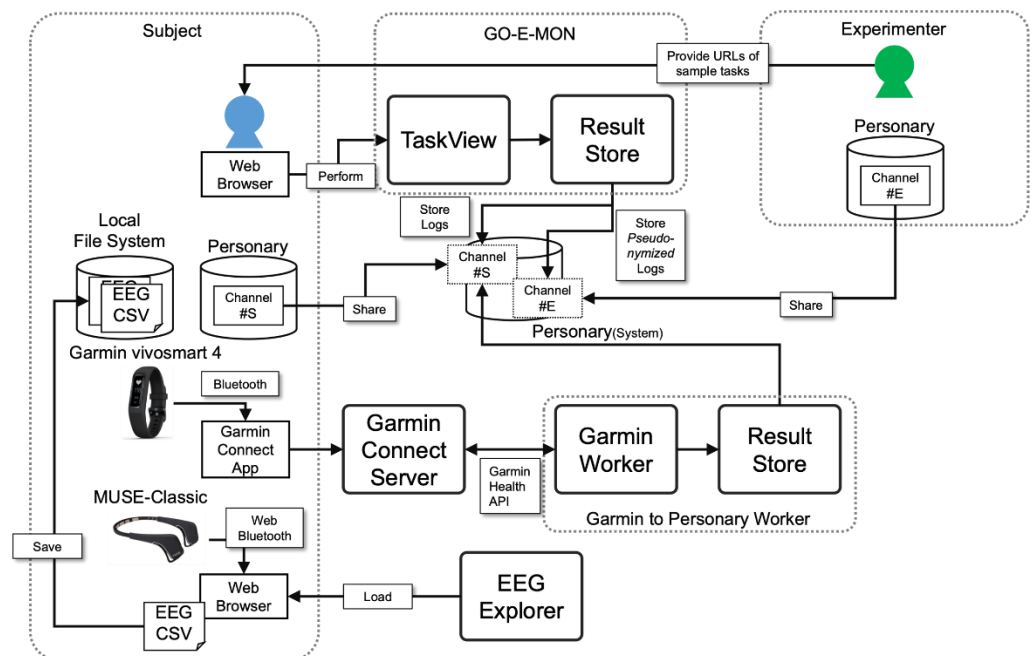 Subject
GO-E-MON
Experimenter
Provide URLs of
sample tasks
TaskView
Result
Store
Personary
Channel
#E
Web
Browser
Perform
Store
Logs
Store
Pseudo-
nymized
Logs
Local
File System
Personary
EEG
EEG
CSV
Channel
#S
Share
Channel
#S
Channel
#E
Share
Personary(System)
Garmin vivosmart 4
Bluetooth
Garmin
Connect
App
Garmin
Connect
Server
Garmin
Health
API
Garmin
Worker
Result
Store
Garmin to Personary Worker
MUSE-Classic
Web
Bluetooth
Save
Web
Browser
Load
EEG
Explorer
EEG
CSV